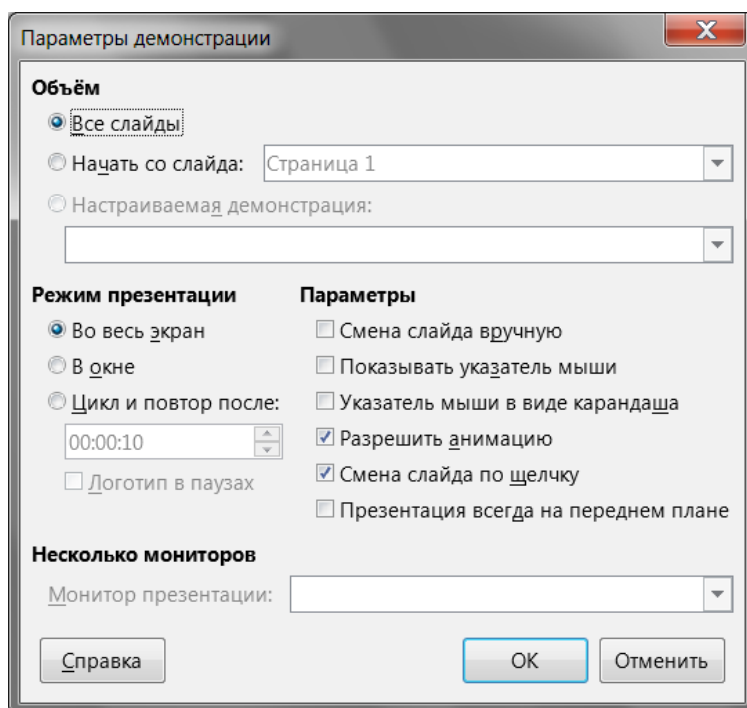 Параметры демонстрации
Объём
Все слайды
Начать со слайда: Страница 1
Настраиваемая демонстрация:
Режим презентации
Во весь экран
В окне
Цикл и повтор после:
00:00:10
Логотип в паузах
Параметры
Смена слайда вручную
Показывать указатель мыши
Указатель мыши в виде карандаша
Разрешить анимацию
Смена слайда по щелчку
Презентация всегда на переднем плане
Несколько мониторов
Монитор презентации:
Справка OK Отменить